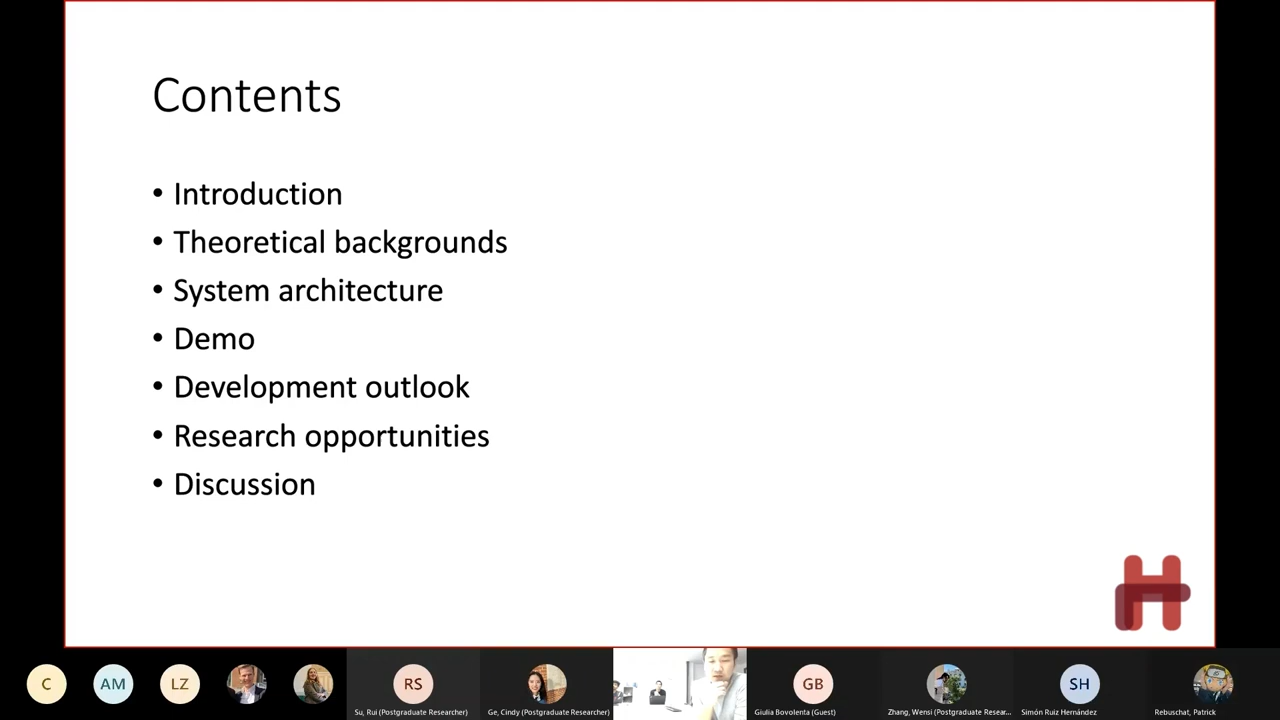 Contents
• Introduction
• Theoretical backgrounds
• System architecture
• Demo
• Development outlook
• Research opportunities
• Discussion
H
C
AM
LZ
RS
GB
SH
Su, Rui (Postgraduate Researcher)
Ge, Cindy (Postgraduate Researcher)
Giulia Bovolenta (Guest)
Zhang, Wensi (Postgraduate Resear...
Simón Ruiz Hernández
Rebuschat, Patrick